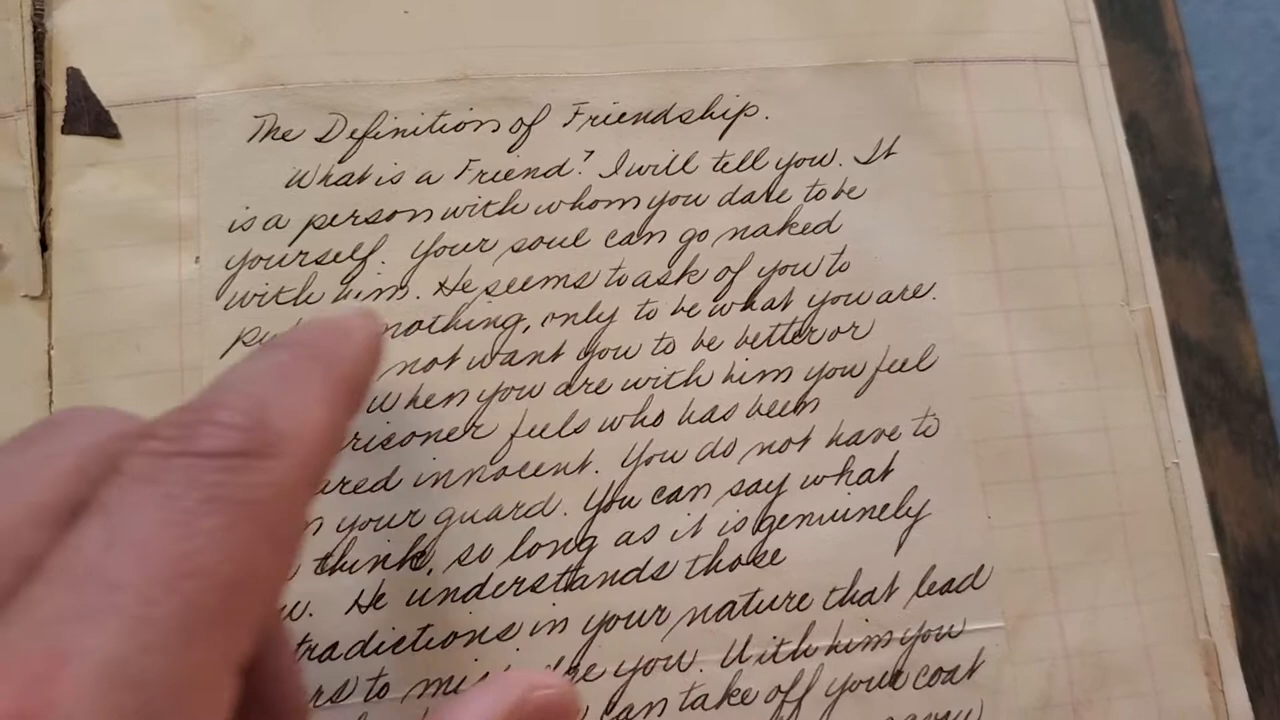 The Definition of Friendship.
What is a Friend? I will tell you. It
is a person with whom you dare to be
yourself. Your soul can go naked
with him. He seems to ask of you to
nothing, only to be what you are.
not want you to be better or
when you are with him you feel
feels who has been
innocent. You do not have to
your guard. You can say what
think, so long as it is genuinely
He understands those
in your nature that lead
to you. With him you
can take off your coat